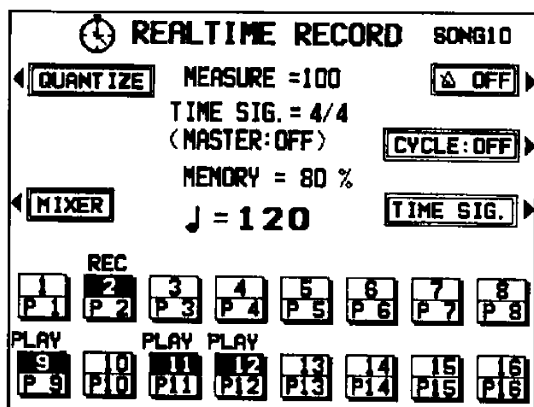 REALTIME RECORD SONG10
QUANTIZE MEASURE =100 OFF
TIME SIG. = 4/4
(MASTER:OFF) CYCLE:OFF
MEMORY = 80 %
MIXER ♩ = 120 TIME SIG.
REC
1 2 3 4 5 6 7 8
P 1 P 2 P 3 P 4 P 5 P 6 P 7 P 8
PLAY PLAY PLAY
9 10 11 12 13 14 15 16
P 9 P10 P11 P12 P13 P14 P15 P16